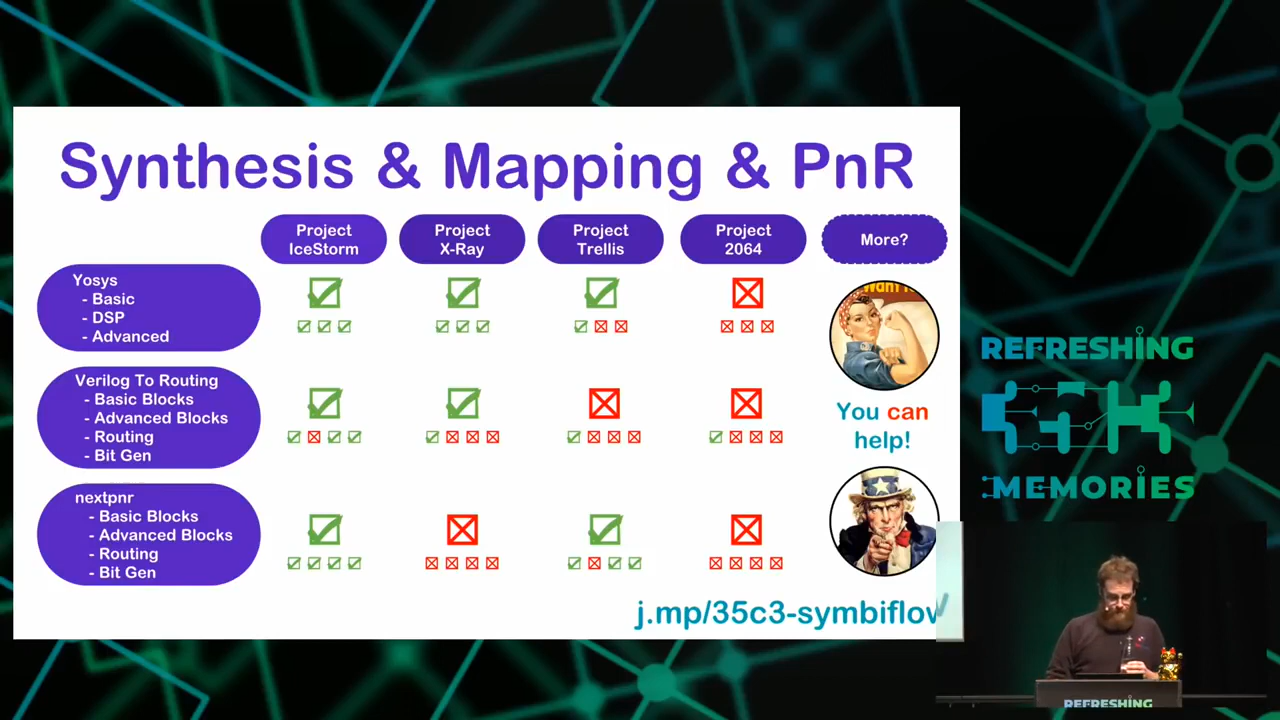 Synthesis & Mapping & PnR
Project
IceStorm
Project
X-Ray
Project
Trellis
Project
2064
More?
Yosys
- Basic
- DSP
- Advanced
Verilog To Routing
- Basic Blocks
- Advanced Blocks
- Routing
- Bit Gen
nextpnr
- Basic Blocks
- Advanced Blocks
- Routing
- Bit Gen
You can
help!
j.mp/35c3-symbiflow
REFRESHING
35C3
MEMORIES
REFRESHING